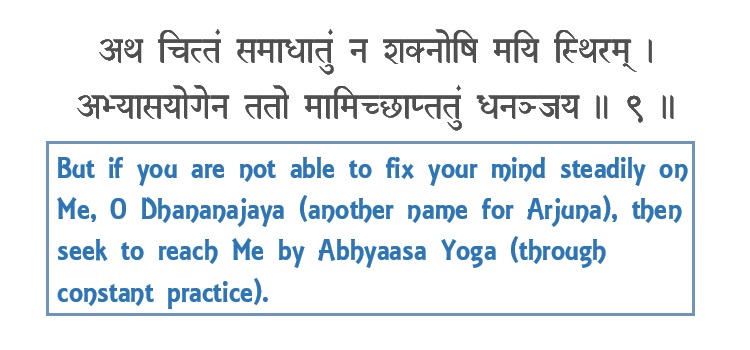 अथ चित्तं समाधातुं न शक्नोषि मयि स्थिरम् ।
अभ्यासयोगेन ततो मामिच्छाप्ततुं धनञ्जय ॥ ९ ॥
But if you are not able to fix your mind steadily on
Me, O Dhananajaya (another name for Arjuna), then
seek to reach Me by Abhyaasa Yoga (through
constant practice).